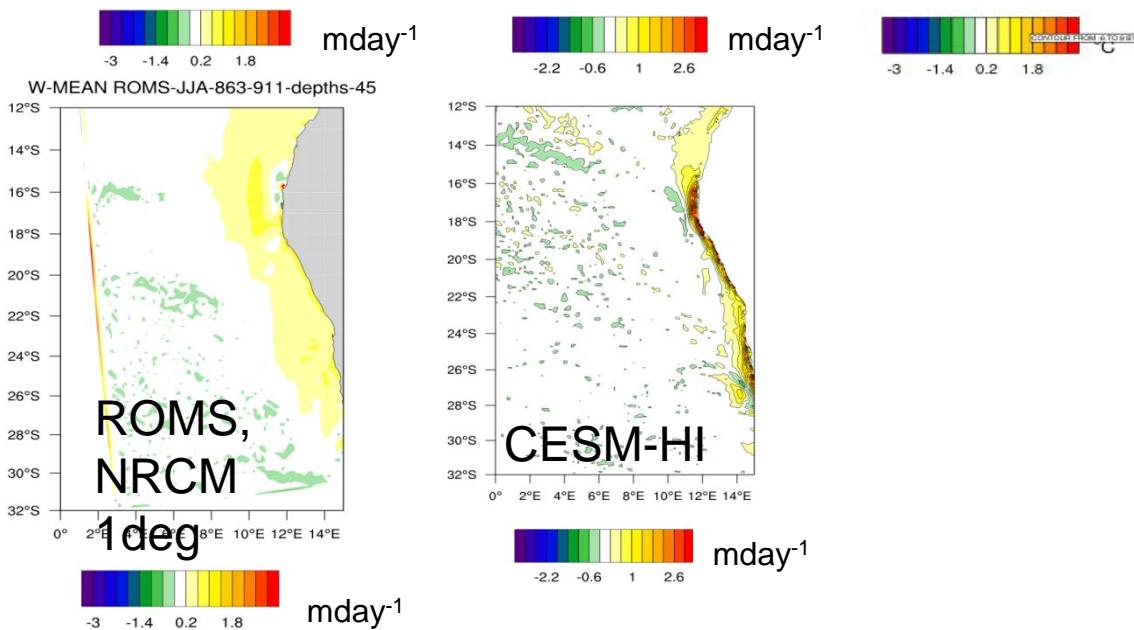 -3 -1.4 0.2 1.8 mday-1
-2.2 -0.6 1 2.6 mday-1
-3 -1.4 0.2 1.8 °C
CONTOUR FROM -6 TO
W-MEAN ROMS-JJA-863-911-depths-45
12°S
14°S
16°S
18°S
20°S
22°S
24°S
26°S
28°S
30°S
32°S
0° 2°E 4°E 6°E 8°E 10°E 12°E 14°E
ROMS,
NRCM
1deg
12°S
14°S
16°S
18°S
20°S
22°S
24°S
26°S
28°S
30°S
32°S
0° 2°E 4°E 6°E 8°E 10°E 12°E 14°E
CESM-HI
-2.2 -0.6 1 2.6 mday-1
-3 -1.4 0.2 1.8 mday-1